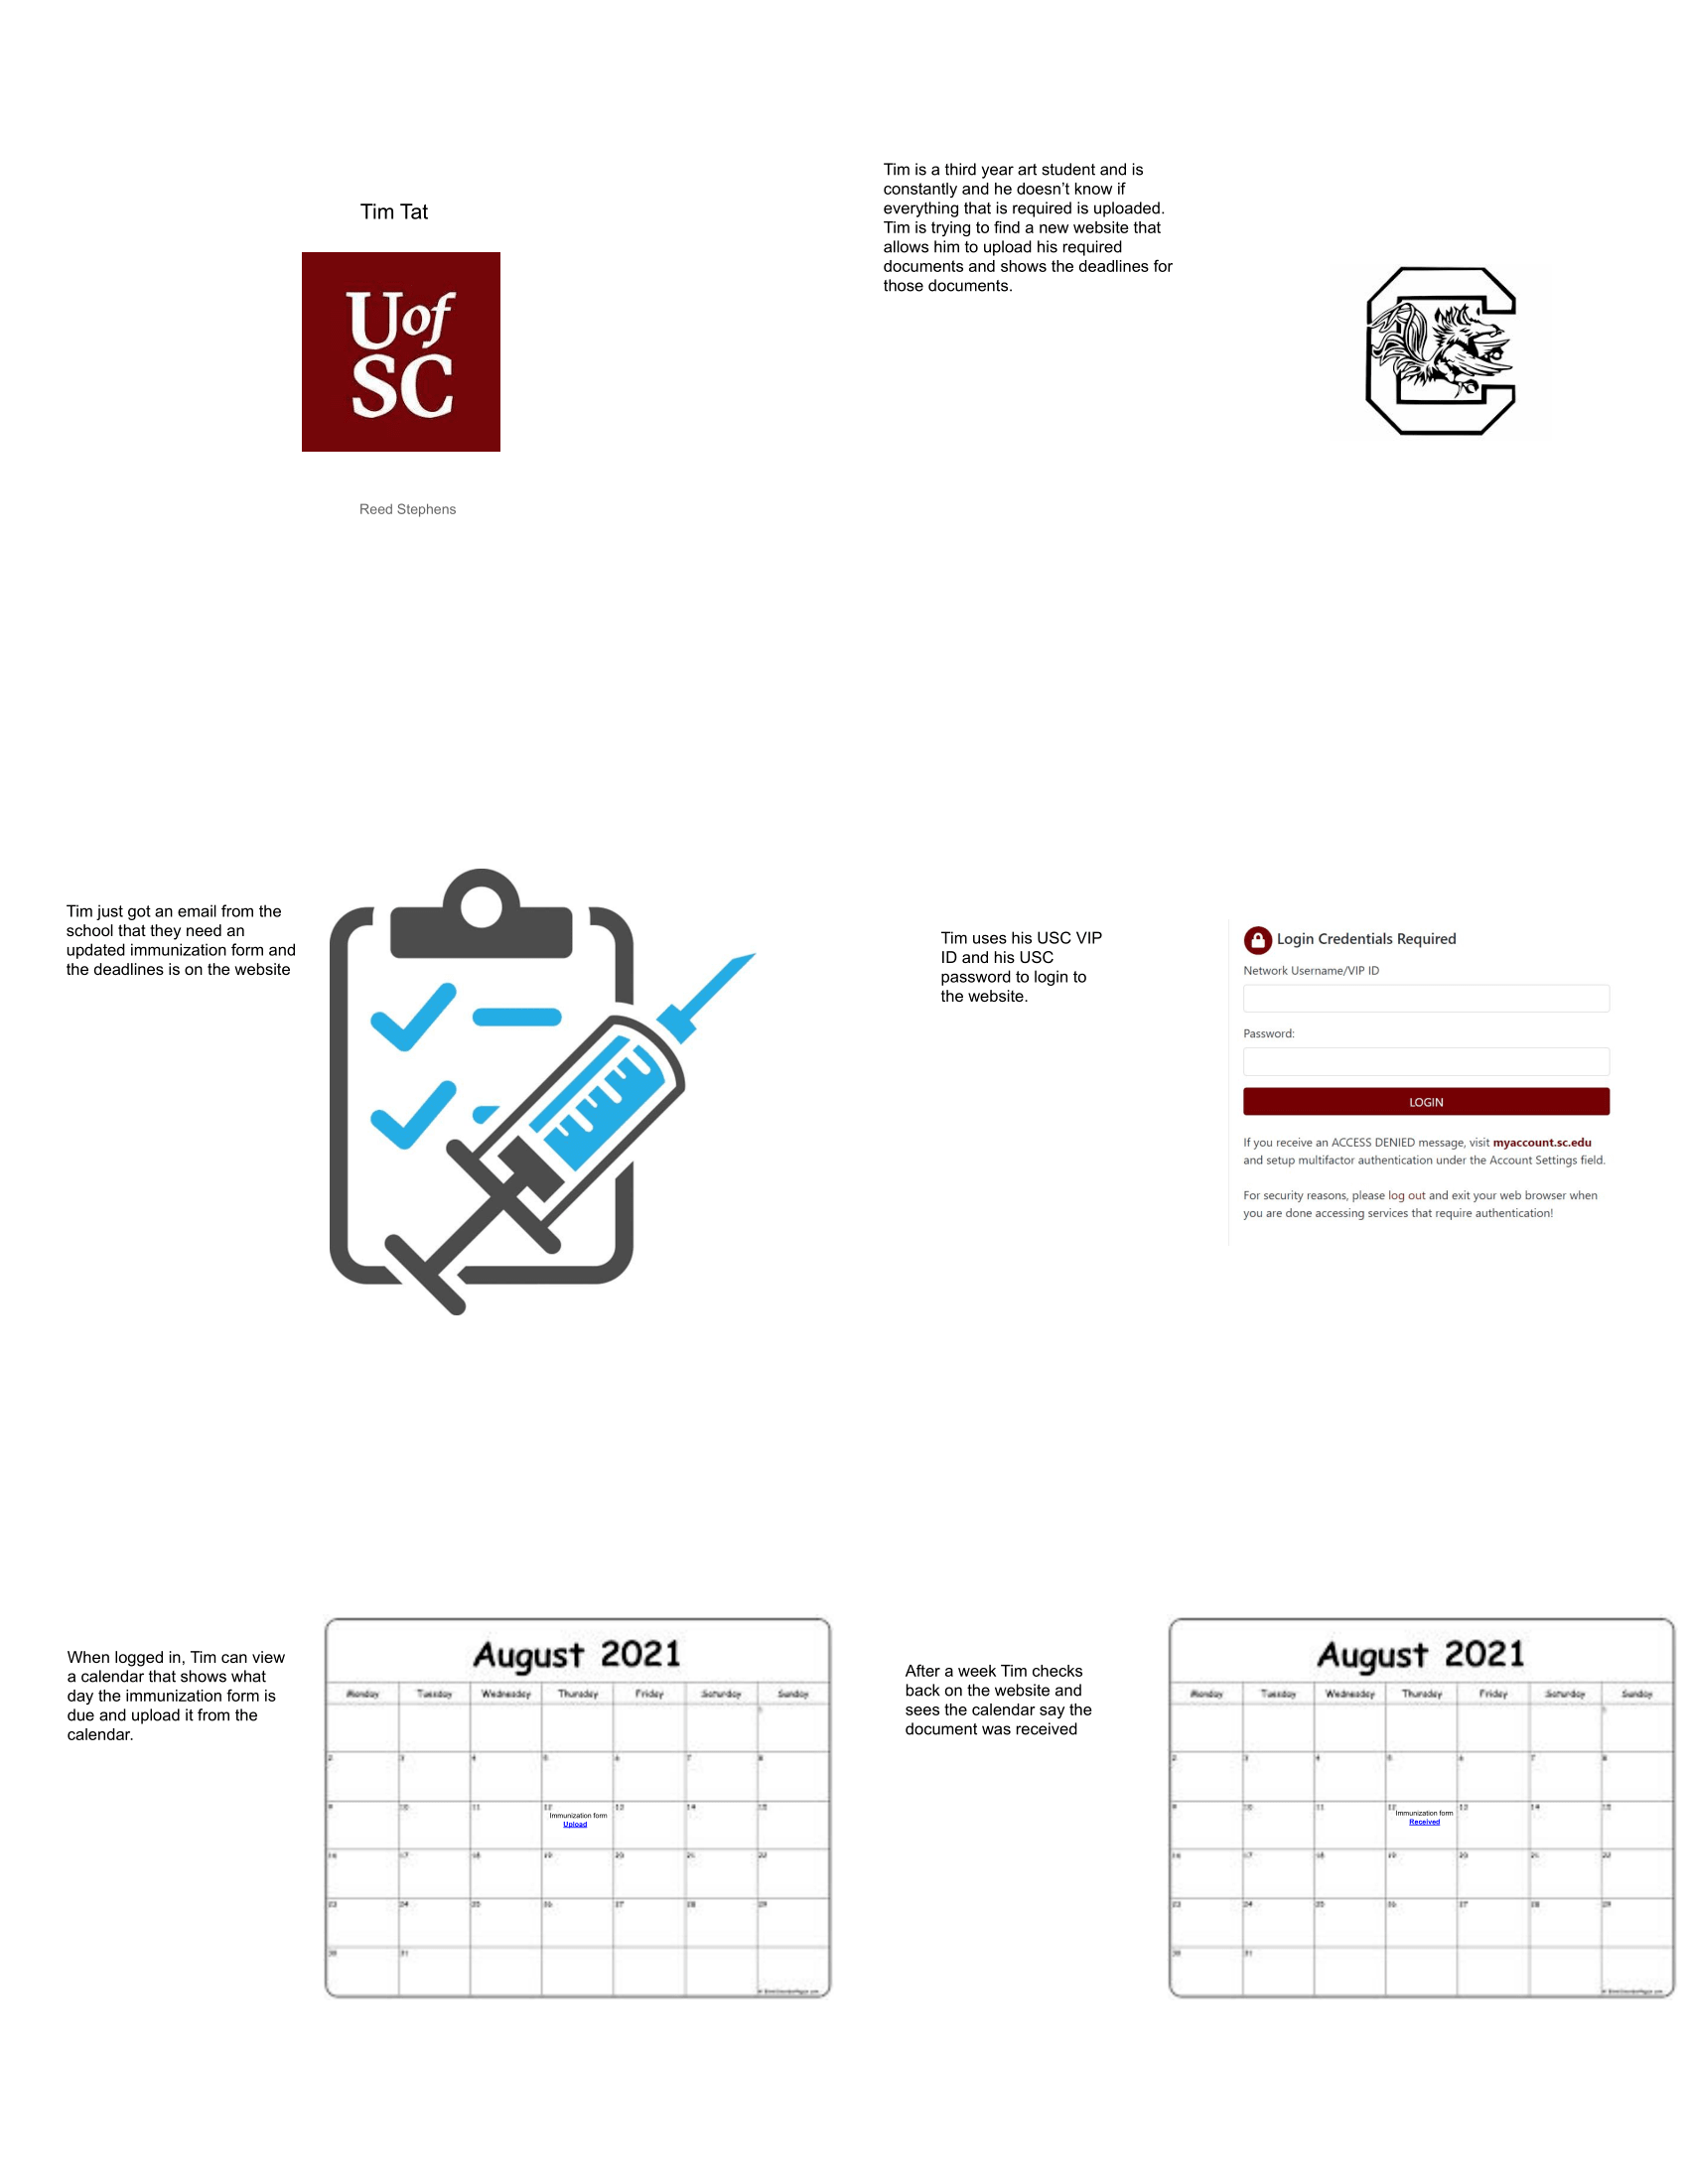 Tim Tat
Uof
SC
Reed Stephens
Tim is a third year art student and is
constantly and he doesn't know if
everything that is required is uploaded.
Tim is trying to find a new website that
allows him to upload his required
documents and shows the deadlines for
those documents.
Tim just got an email from the
school that they need an
updated immunization form and
the deadlines is on the website
Tim uses his USC VIP
ID and his USC
password to login to
the website.
Login Credentials Required
Network Username/VIP ID
Password:
LOGIN
If you receive an ACCESS DENIED message, visit myaccount.sc.edu
and setup multifactor authentication under the Account Settings field.
For security reasons, please log out and exit your web browser when
you are done accessing services that require authentication!
When logged in, Tim can view
a calendar that shows what
day the immunization form is
due and upload it from the
calendar.
August 2021
Monday Tuesday Wednesday Thursday Friday Saturday Sunday
1
2 3 4 5 6 7 8
9 10 11 12 13 14 15
Immunization form
Upload
16 17 18 19 20 21 22
23 24 25 26 27 28 29
30 31
After a week Tim checks
back on the website and
sees the calendar say the
document was received
August 2021
Monday Tuesday Wednesday Thursday Friday Saturday Sunday
1
2 3 4 5 6 7 8
9 10 11 12 13 14 15
Immunization form
Received
16 17 18 19 20 21 22
23 24 25 26 27 28 29
30 31